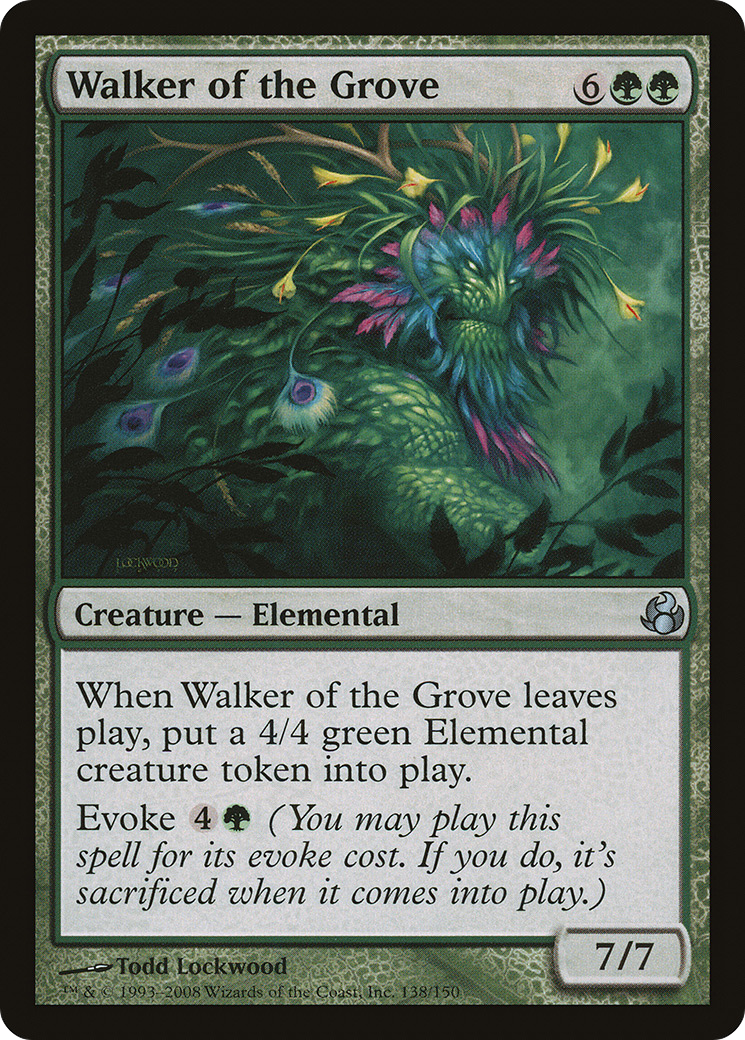 Walker of the Grove 6
LOCKWOOD
Creature — Elemental
When Walker of the Grove leaves
play, put a 4/4 green Elemental
creature token into play.
Evoke 4 (You may play this
spell for its evoke cost. If you do, it's
sacrificed when it comes into play.)
7/7
Todd Lockwood
™ & © 1993–2008 Wizards of the Coast, Inc. 138/150